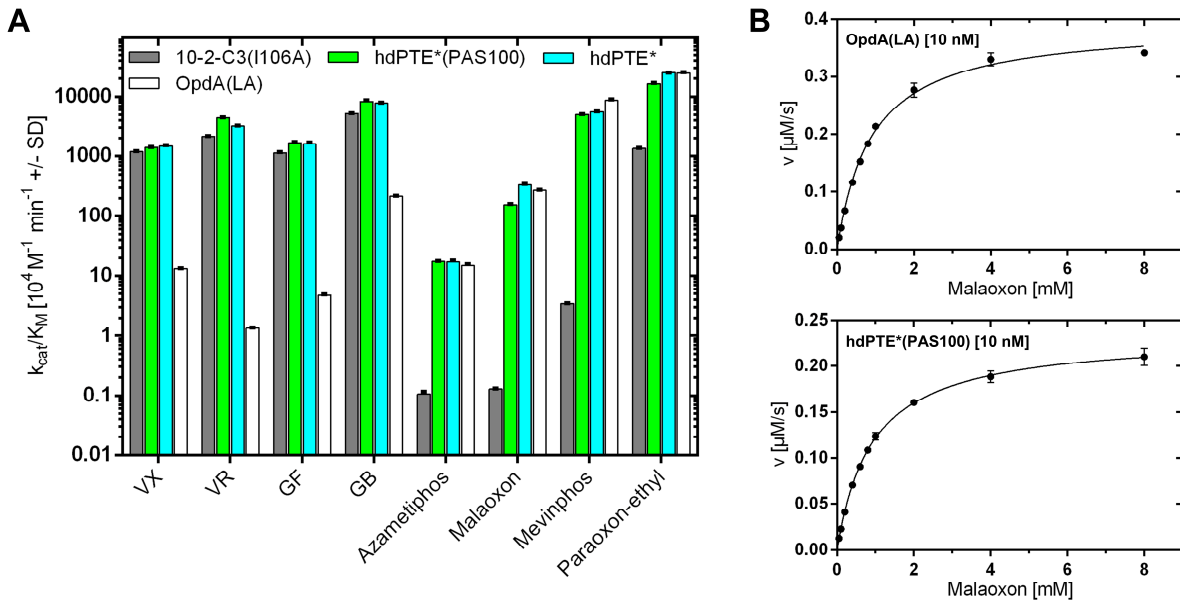 A
10-2-C3(I106A)
hdPTE*(PAS100)
hdPTE*
OpdA(LA)
k_cat/K_M [10^4 M^-1 min^-1 +/- SD]
10000
1000
100
10
1
0.1
0.01
VX
VR
GF
GB
Azametiphos
Malaoxon
Mevinphos
Paraoxon-ethyl
B
OpdA(LA) [10 nM]
v [µM/s]
0.4
0.3
0.2
0.1
0.0
0
2
4
6
8
Malaoxon [mM]
hdPTE*(PAS100) [10 nM]
v [µM/s]
0.25
0.20
0.15
0.10
0.05
0.00
0
2
4
6
8
Malaoxon [mM]